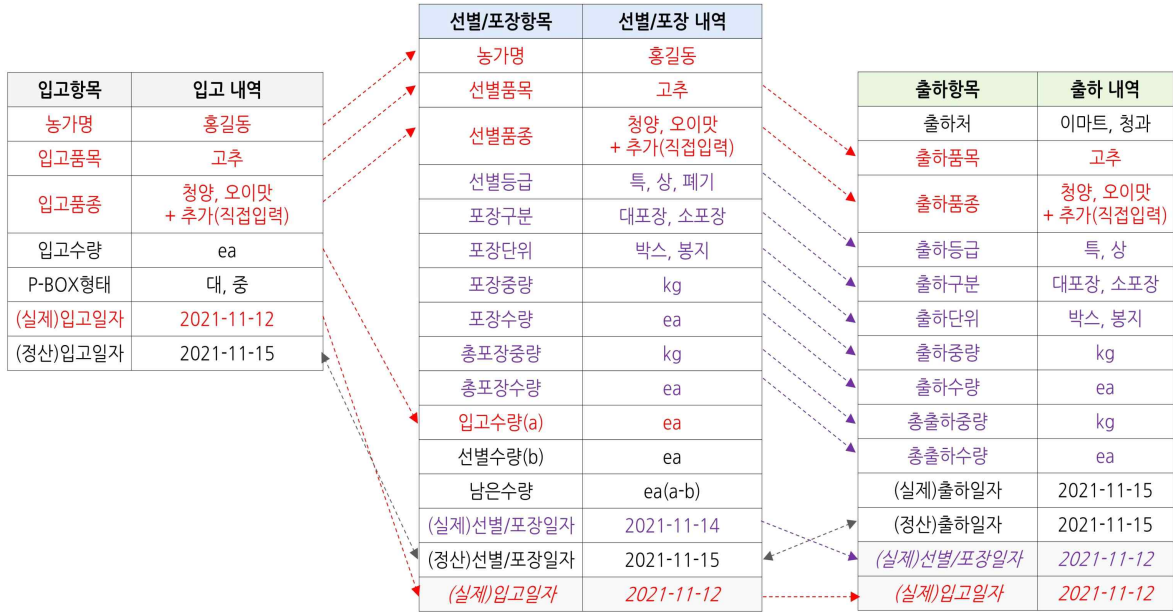 입고항목 입고 내역
농가명 홍길동
입고품목 고추
입고품종 청양, 오이맛
+ 추가(직접입력)
입고수량 ea
P-BOX형태 대, 중
(실제)입고일자 2021-11-12
(정산)입고일자 2021-11-15
선별/포장항목 선별/포장 내역
농가명 홍길동
선별품목 고추
선별품종 청양, 오이맛
+ 추가(직접입력)
선별등급 특, 상, 폐기
포장구분 대포장, 소포장
포장단위 박스, 봉지
포장중량 kg
포장수량 ea
총포장중량 kg
총포장수량 ea
입고수량(a) ea
선별수량(b) ea
남은수량 ea(a-b)
(실제)선별/포장일자 2021-11-14
(정산)선별/포장일자 2021-11-15
(실제)입고일자 2021-11-12
출하항목 출하 내역
출하처 이마트, 청과
출하품목 고추
출하품종 청양, 오이맛
+ 추가(직접입력)
출하등급 특, 상
출하구분 대포장, 소포장
출하단위 박스, 봉지
출하중량 kg
출하수량 ea
총출하중량 kg
총출하수량 ea
(실제)출하일자 2021-11-15
(정산)출하일자 2021-11-15
(실제)선별/포장일자 2021-11-12
(실제)입고일자 2021-11-12